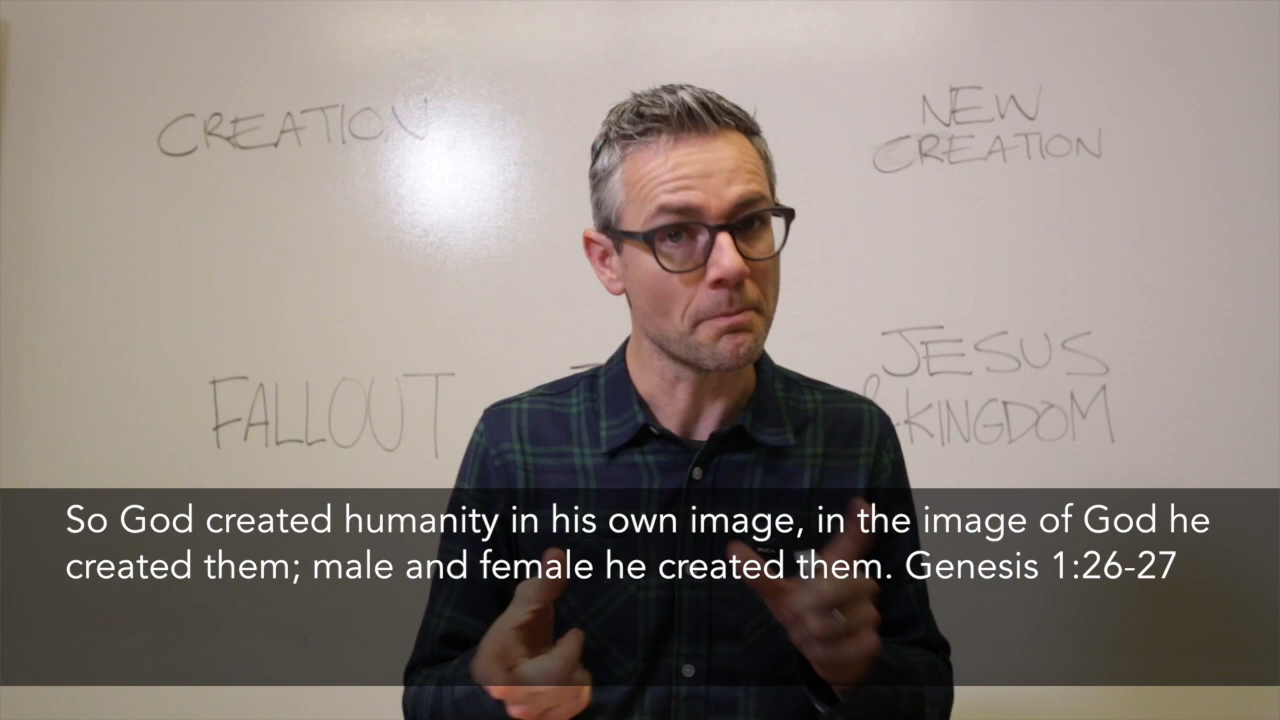 CREATION
NEW
CREATION
FALLOUT
JESUS
& KINGDOM
So God created humanity in his own image, in the image of God he
created them; male and female he created them. Genesis 1:26-27